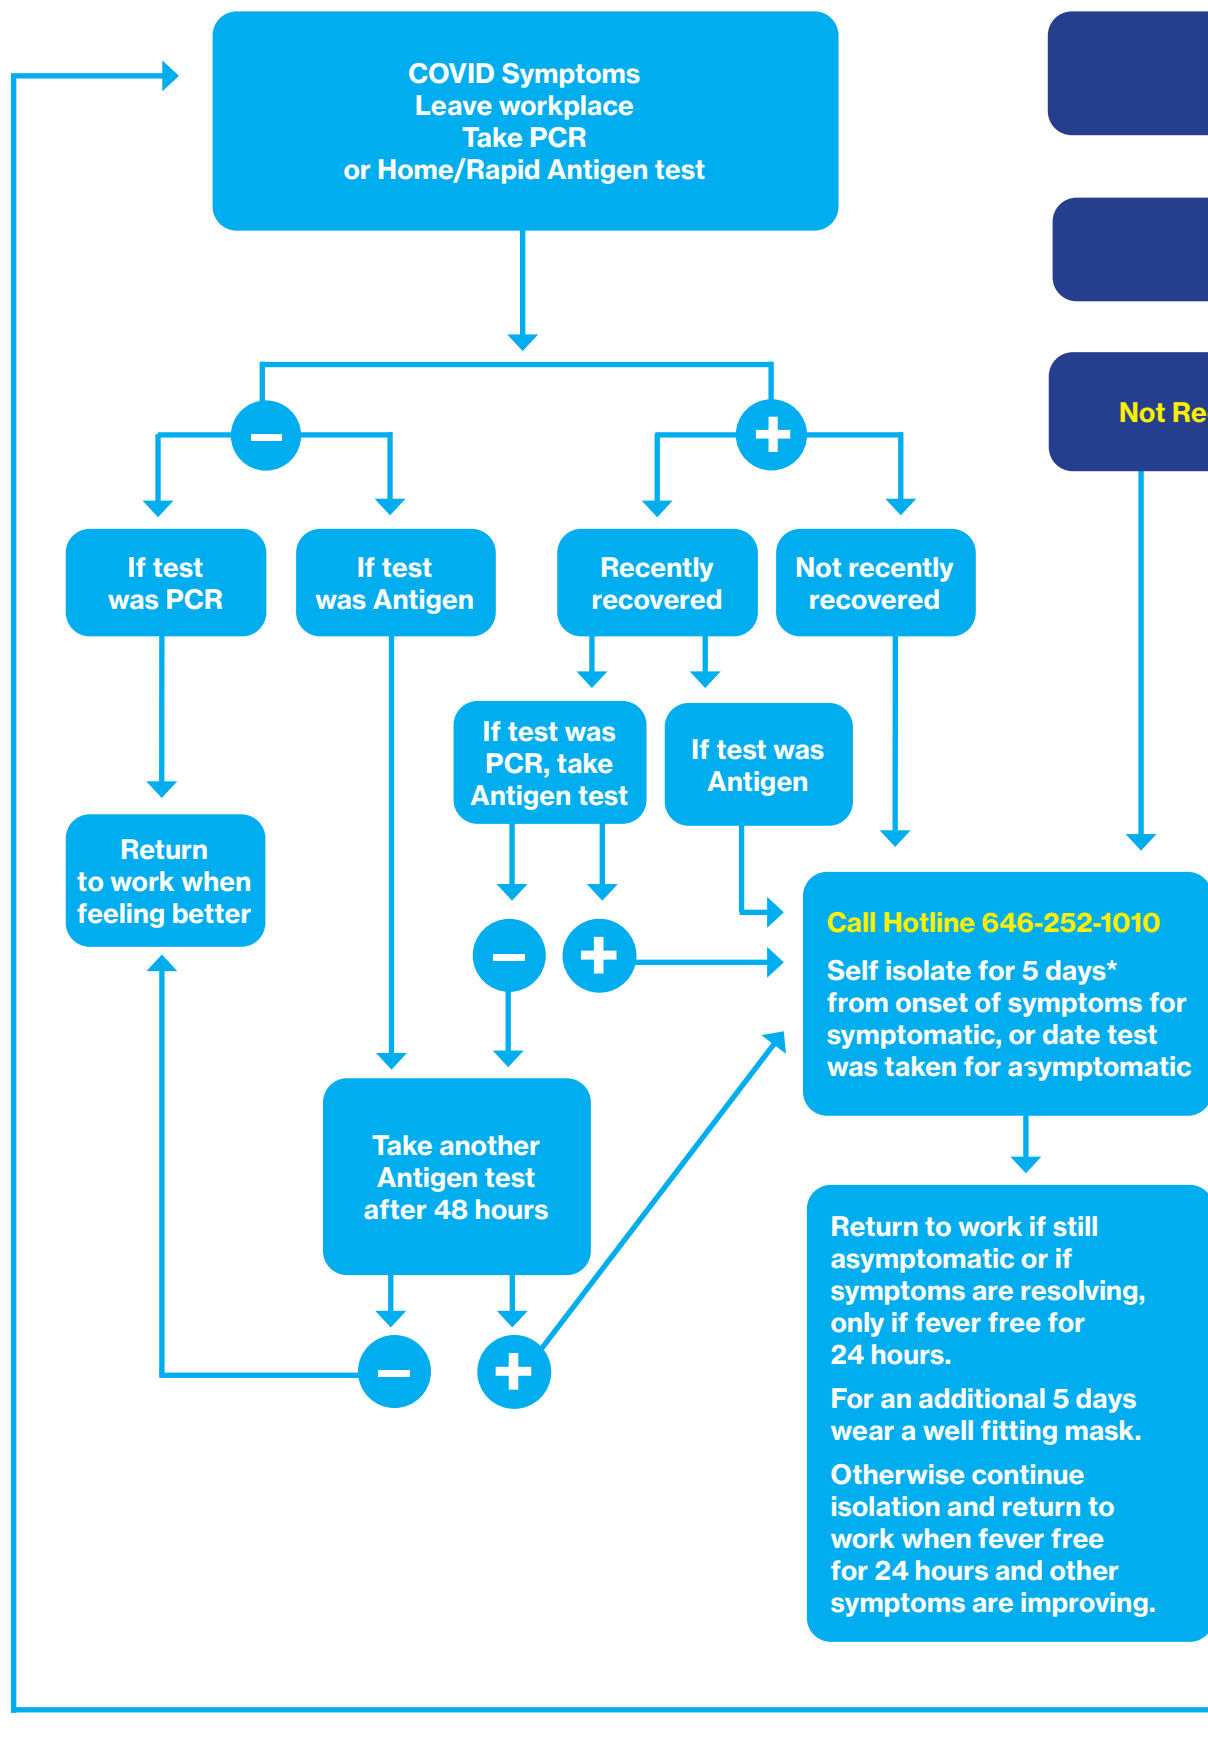 COVID Symptoms
Leave workplace
Take PCR
or Home/Rapid Antigen test
Not Re
If test
was PCR
If test
was Antigen
Recently
recovered
Not recently
recovered
If test was
PCR, take
Antigen test
If test was
Antigen
Return
to work when
feeling better
Call Hotline 646-252-1010
Self isolate for 5 days*
from onset of symptoms for
symptomatic, or date test
was taken for asymptomatic
Take another
Antigen test
after 48 hours
Return to work if still
asymptomatic or if
symptoms are resolving,
only if fever free for
24 hours.
For an additional 5 days
wear a well fitting mask.
Otherwise continue
isolation and return to
work when fever free
for 24 hours and other
symptoms are improving.